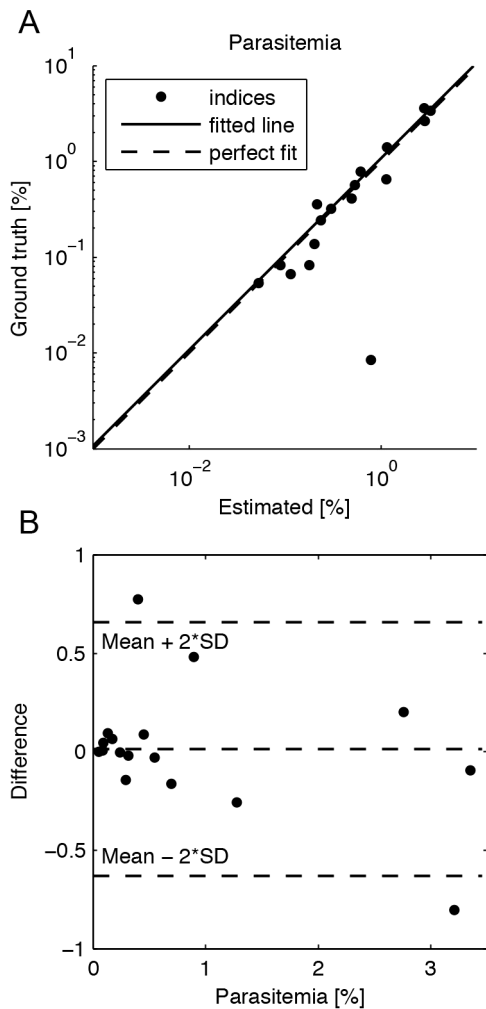 A
Parasitemia
10^1
10^0
10^-1
10^-2
10^-3
indices
fitted line
perfect fit
Ground truth [%]
10^-2
10^0
Estimated [%]
B
1
0.5
0
−0.5
−1
Mean + 2*SD
Mean − 2*SD
Difference
0
1
2
3
Parasitemia [%]